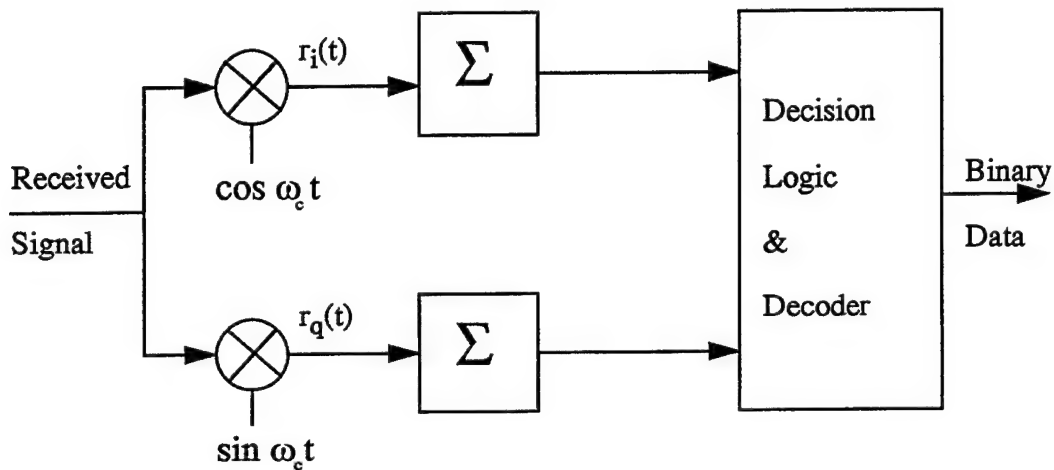 r_i(t)
Σ
cos ω_c t
Received
Signal
r_q(t)
Σ
sin ω_c t
Decision
Logic
&
Decoder
Binary
Data